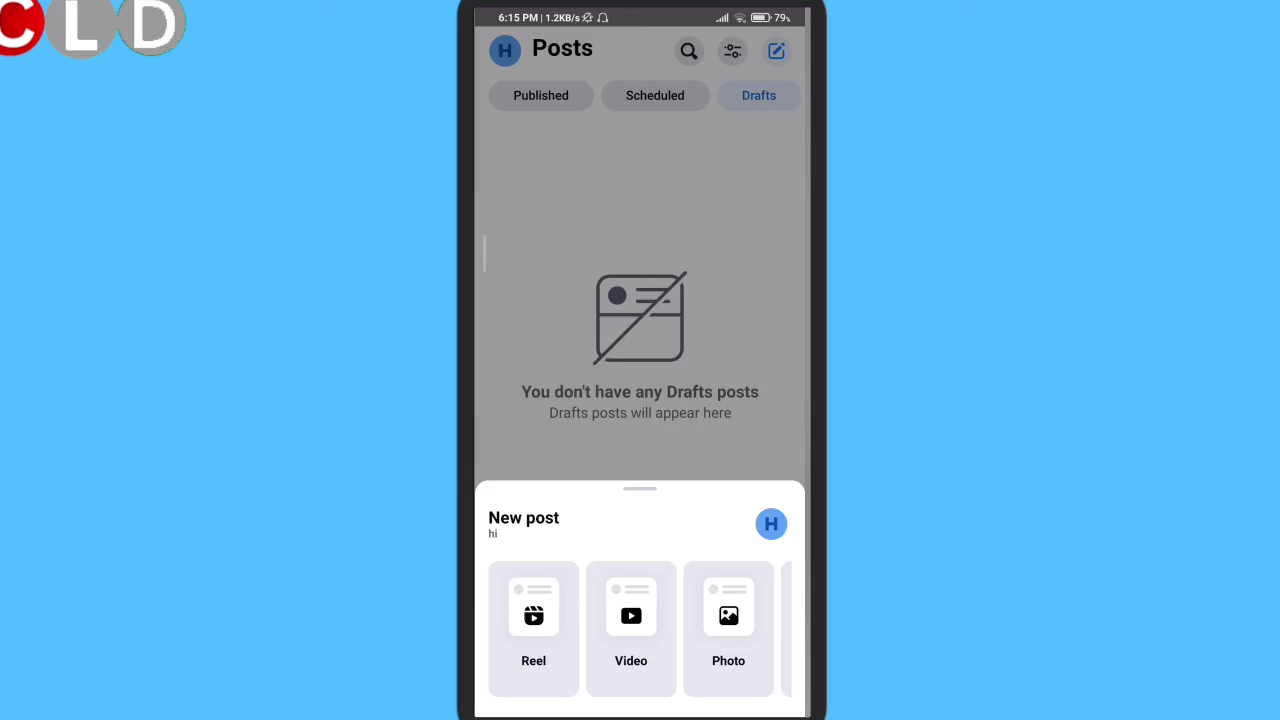 CLD
6:15 PM | 1.2KB/s 79%
H Posts
Published Scheduled Drafts
You don't have any Drafts posts
Drafts posts will appear here
New post
hi
H
Reel Video Photo